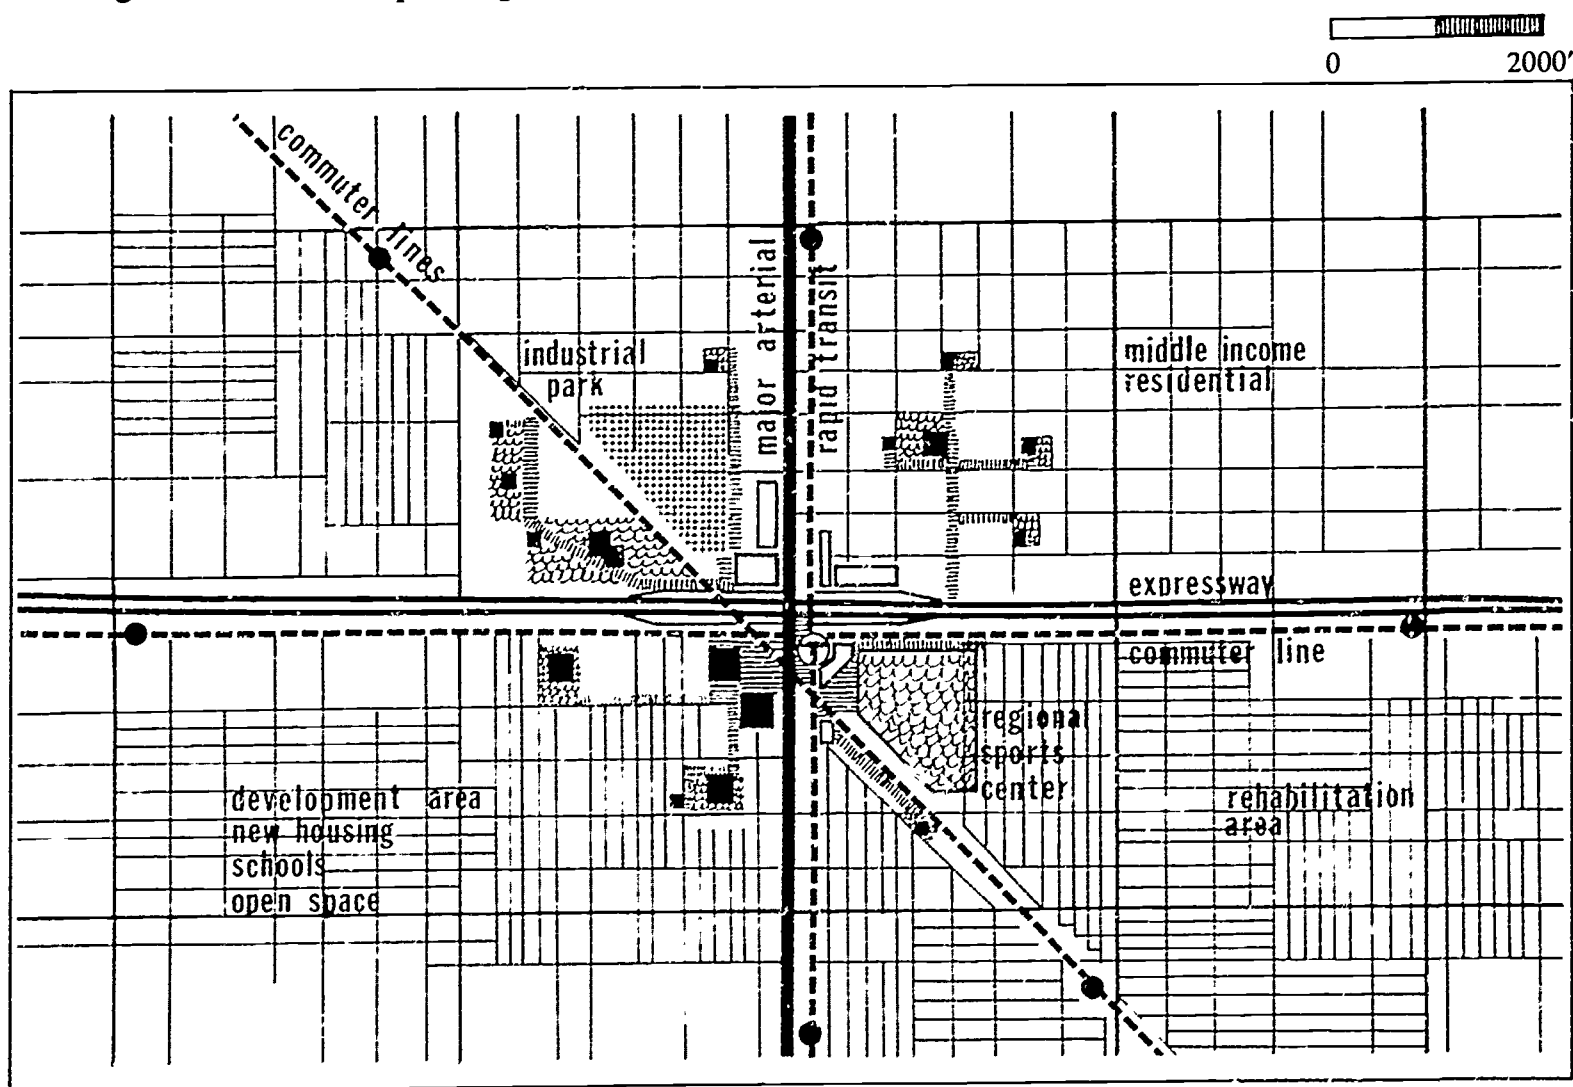 0 2000'
commuter lines
major arterial
rapid transit
industrial
park
middle income
residential
expressway
commuter line
regiona
sports
center
development area
new housing
schools
open space
rehabilitation
area